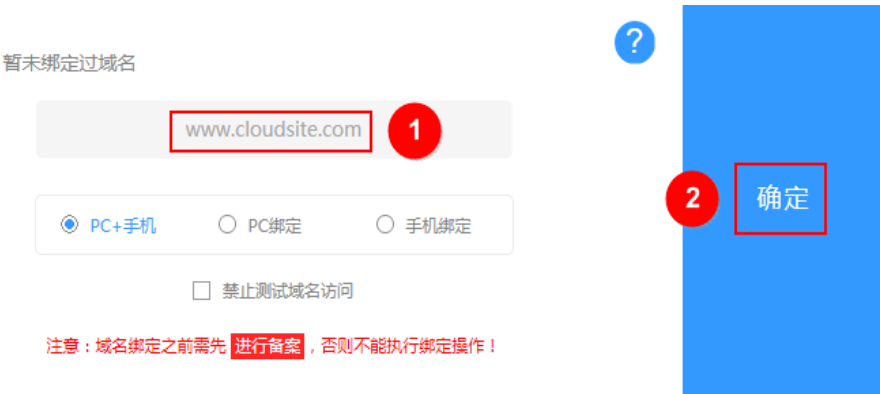 ?
暂未绑定过域名
www.cloudsite.com
1
2
确定
PC+手机
PC绑定
手机绑定
禁止测试域名访问
注意：域名绑定之前需先 进行备案 ，否则不能执行绑定操作！